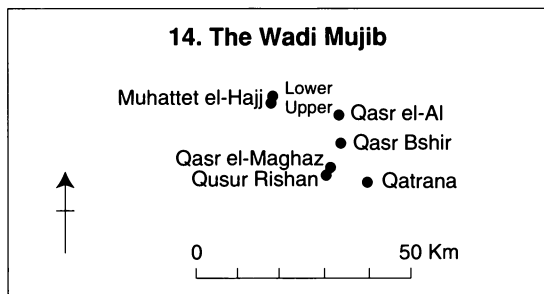 14. The Wadi Mujib
Muhattet el-Hajj Lower
Upper
Qasr el-Al
Qasr Bshir
Qasr el-Maghaz
Qusur Rishan
Qatrana
0 50 Km